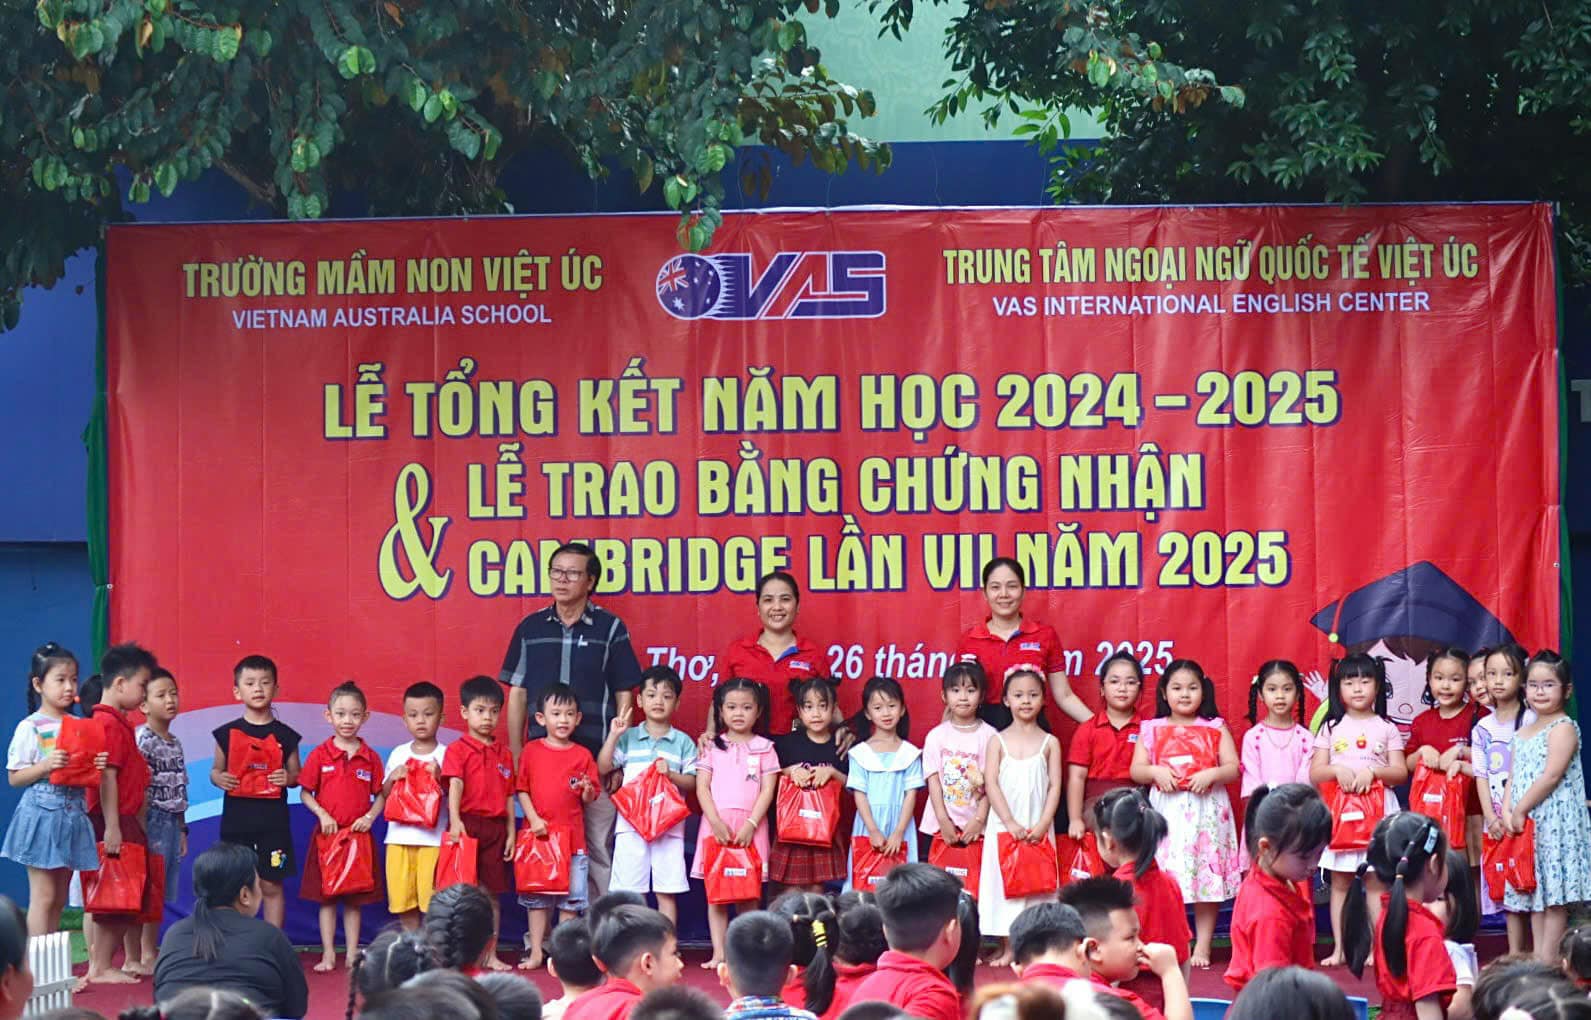 TRƯỜNG MẦM NON VIỆT ÚC
VIETNAM AUSTRALIA SCHOOL
VAS
TRUNG TÂM NGOẠI NGỮ QUỐC TẾ VIỆT ÚC
VAS INTERNATIONAL ENGLISH CENTER
LỄ TỔNG KẾT NĂM HỌC 2024 – 2025
& LỄ TRAO BẰNG CHỨNG NHẬN
CAMBRIDGE LẦN VII NĂM 2025
Thơ, 26 tháng 2025